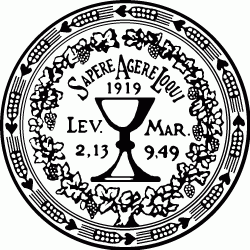 SAPERE AGERE LOQUI
1919
LEV. MAR.
2,13 9,49